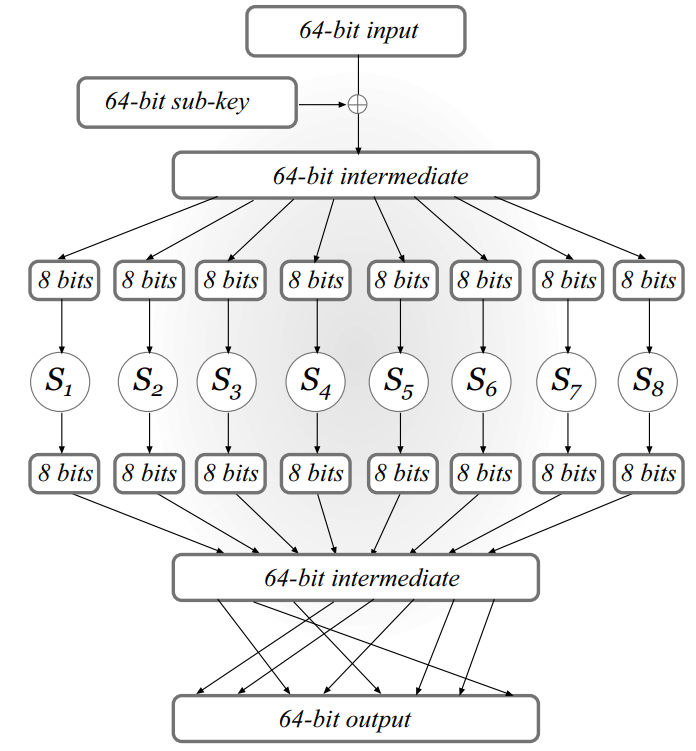 64-bit input
64-bit sub-key
64-bit intermediate
8 bits 8 bits 8 bits 8 bits 8 bits 8 bits 8 bits 8 bits
S1 S2 S3 S4 S5 S6 S7 S8
8 bits 8 bits 8 bits 8 bits 8 bits 8 bits 8 bits 8 bits
64-bit intermediate
64-bit output